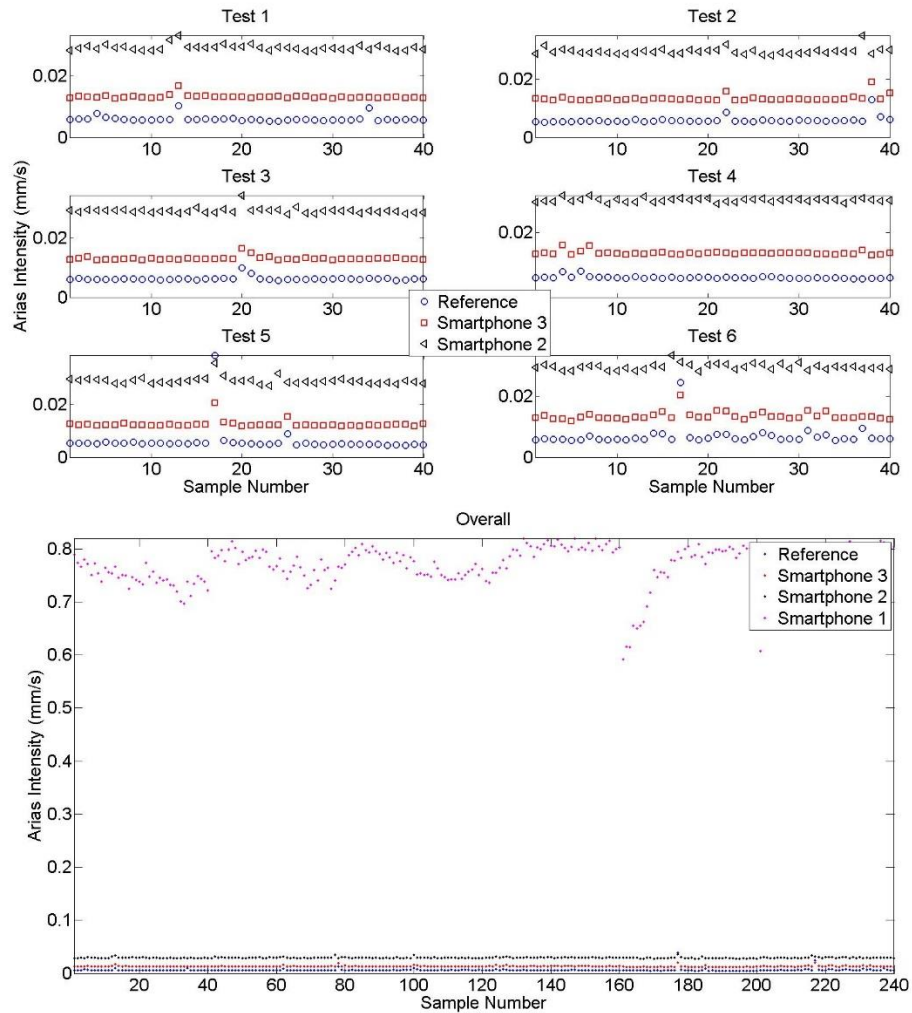 Test 1
Test 2
0.02
0
10 20 30 40
0.02
0
10 20 30 40
Test 3
Test 4
0.02
0
10 20 30 40
0.02
0
10 20 30 40
Arias Intensity (mm/s)
Reference
Smartphone 3
Smartphone 2
Test 5
Test 6
0.02
0
10 20 30 40
Sample Number
0.02
0
10 20 30 40
Sample Number
Overall
Reference
Smartphone 3
Smartphone 2
Smartphone 1
0.8
0.7
0.6
0.5
0.4
0.3
0.2
0.1
0
Arias Intensity (mm/s)
20 40 60 80 100 120 140 160 180 200 220 240
Sample Number